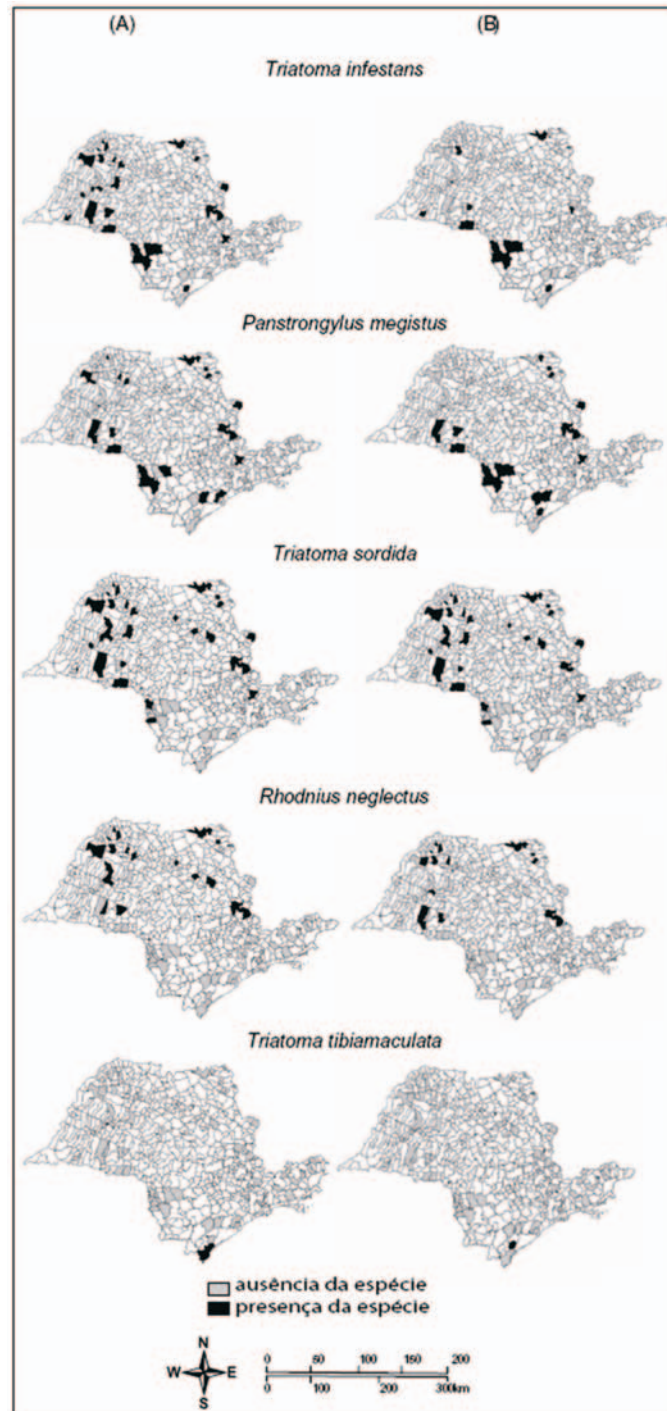 (A) (B)
Triatoma infestans
Panstrongylus megistus
Triatoma sordida
Rhodnius neglectus
Triatoma tibiamaculata
ausência da espécie
presença da espécie
N
W E
S
0 50 100 150 200
0 100 200 300km